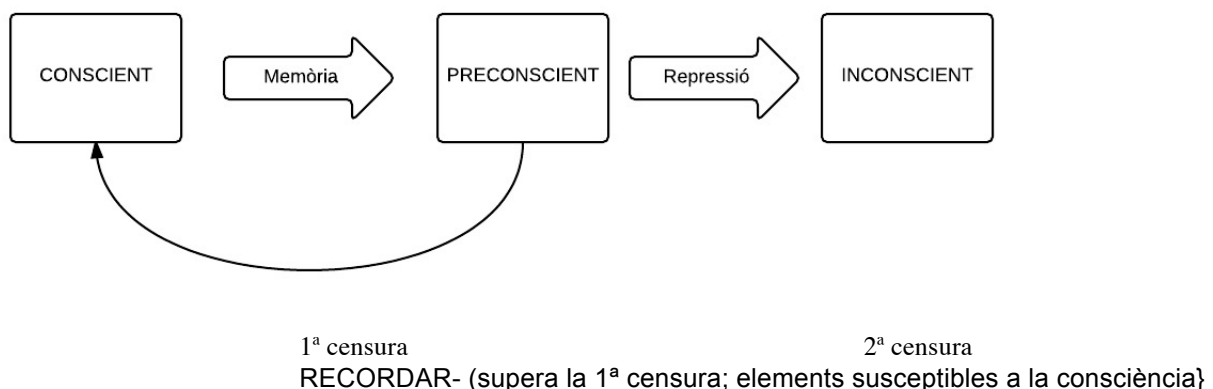 CONSCIENT
Memòria
PRECONSCIENT
Repressió
INCONSCIENT
1ª censura 2ª censura
RECORDAR- (supera la 1ª censura; elements susceptibles a la consciència}